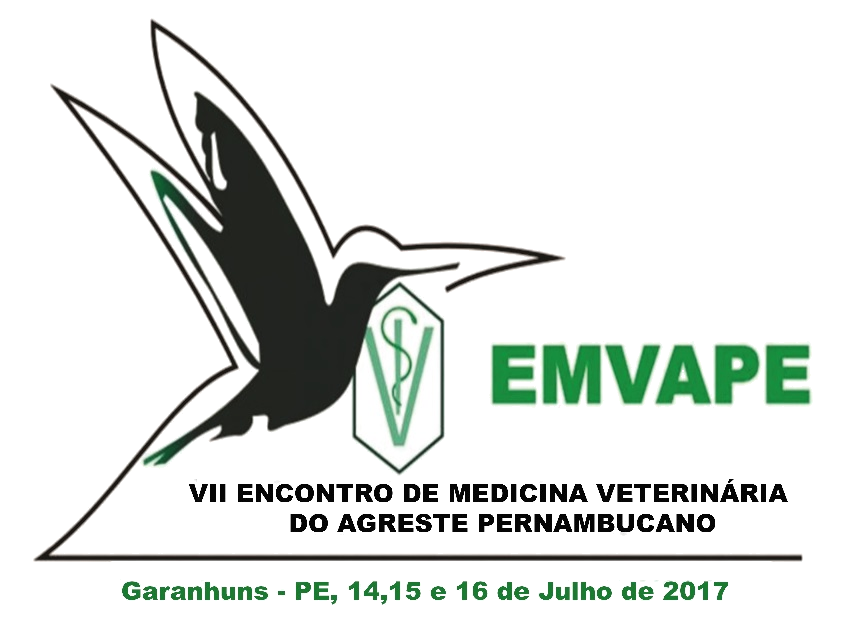 EMVAPE
VII ENCONTRO DE MEDICINA VETERINÁRIA
DO AGRESTE PERNAMBUCANO
Garanhuns - PE, 14,15 e 16 de Julho de 2017